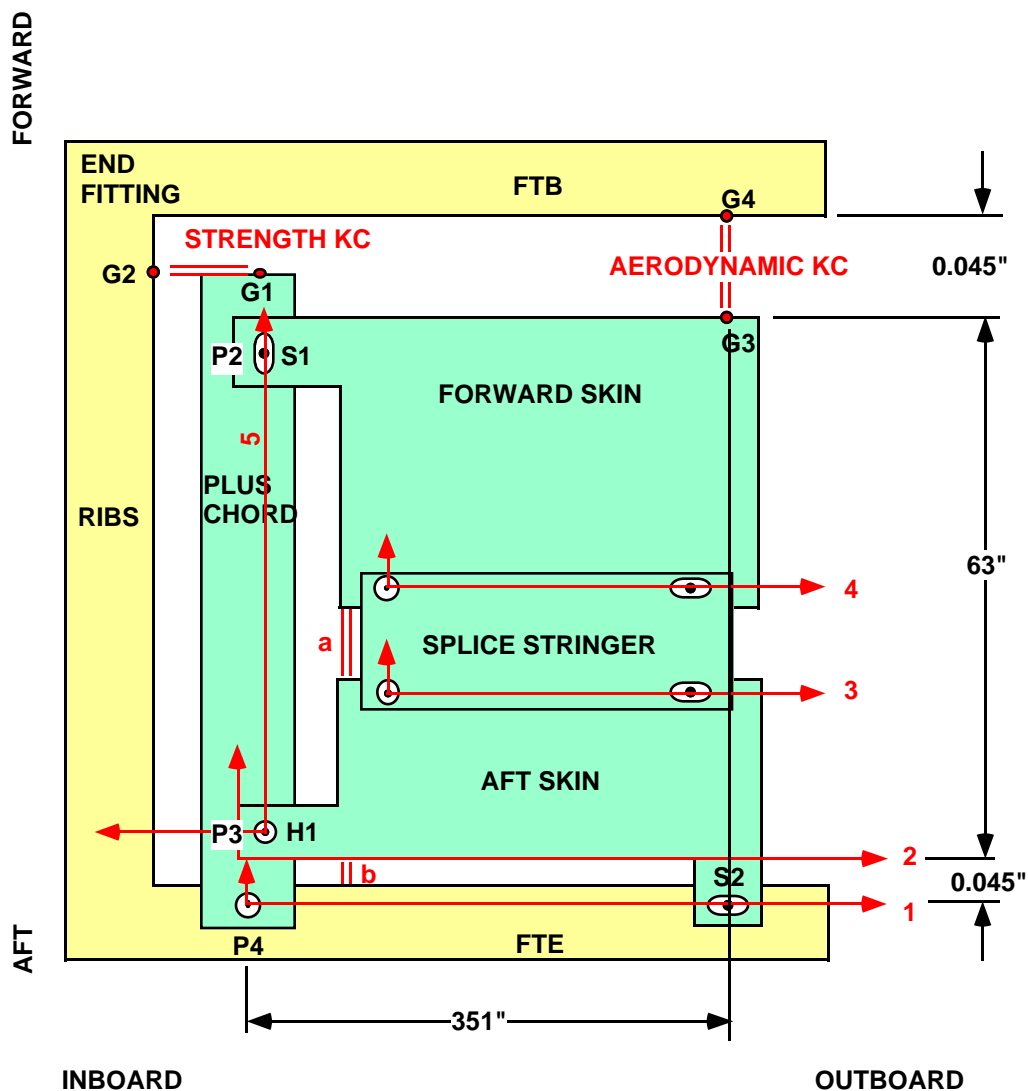 FORWARD
END
FITTING
FTB
G4
STRENGTH KC
G2
G1
AERODYNAMIC KC
0.045"
G3
P2
S1
FORWARD SKIN
5
PLUS
CHORD
RIBS
63"
4
a
SPLICE STRINGER
3
AFT SKIN
P3
H1
2
b
S2
0.045"
1
AFT
P4
FTE
351"
INBOARD
OUTBOARD